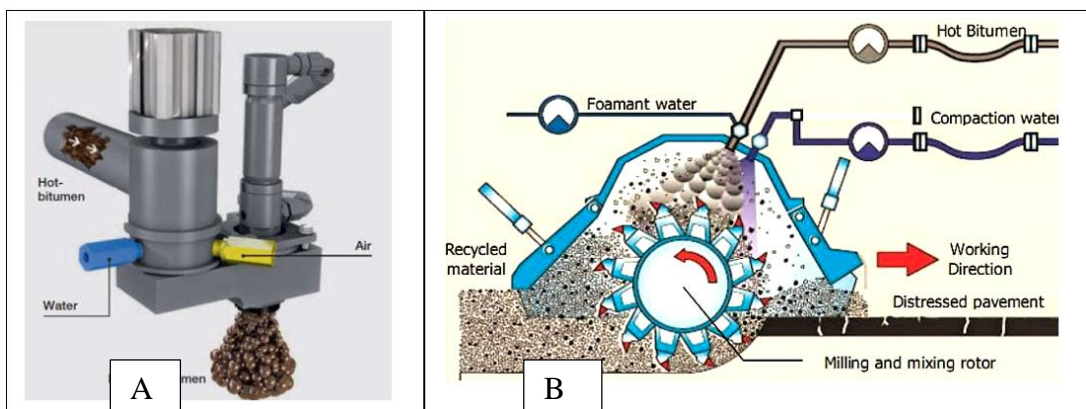 Hot-
bitumen
Air
Water
men
A
Hot Bitumen
Foamant water
Compaction water
Recycled
material
Working
Direction
Distressed pavement
Milling and mixing rotor
B